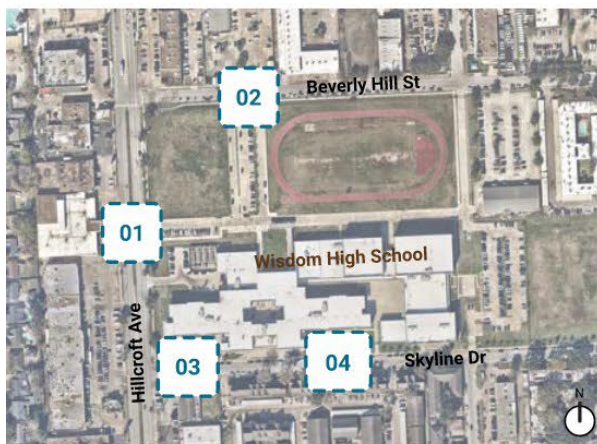 02
Beverly Hill St
01
Wisdom High School
Hillcroft Ave
03
04
Skyline Dr
N